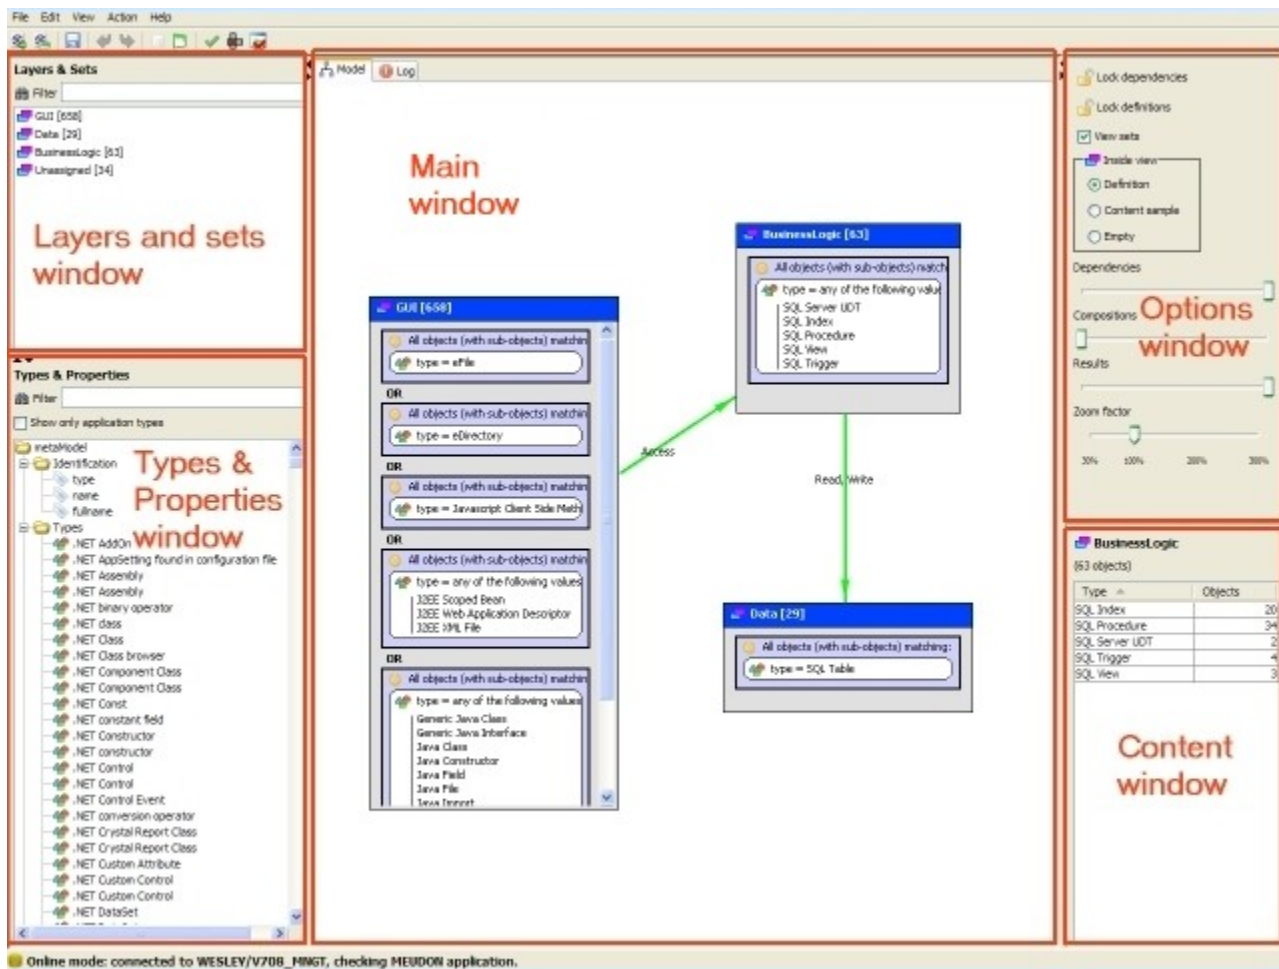 File Edit View Action Help
Layers & Sets
Filter
GUI [658]
Data [29]
BusinessLogic [63]
Unassigned [34]
Layers and sets
window
Types & Properties
Filter
Show only application types
metaModel
Identification
type
name
fullname
Types
.NET AddOn
.NET AppSetting found in configuration file
.NET Assembly
.NET Assembly
.NET binary operator
.NET class
.NET Class
.NET Class browser
.NET Component Class
.NET Component Class
.NET Const
.NET constant field
.NET Constructor
.NET constructor
.NET Control
.NET Control
.NET Control Event
.NET conversion operator
.NET Crystal Report Class
.NET Crystal Report Class
.NET Custom Attribute
.NET Custom Control
.NET Custom Control
.NET DataSet
Types &
Properties
window
Model Log
Main
window
GUI [658]
All objects (with sub-objects) matchin
type = eFile
OR
All objects (with sub-objects) matchin
type = eDirectory
OR
All objects (with sub-objects) matchin
type = Javascript Client Side Meth
OR
All objects (with sub-objects) matchin
type = any of the following values
J2EE Scoped Bean
J2EE Web Application Descriptor
J2EE XML File
OR
All objects (with sub-objects) matchin
type = any of the following values
Generic Java Class
Generic Java Interface
Java Class
Java Constructor
Java Field
Java File
Java Import
Access
BusinessLogic [63]
All objects (with sub-objects) match
type = any of the following value
SQL Server UDT
SQL Index
SQL Procedure
SQL View
SQL Trigger
Read, Write
Data [29]
All objects (with sub-objects) matching:
type = SQL Table
Lock dependencies
Lock definitions
View sets
Inside view
Definition
Content sample
Empty
Dependencies
Compositions
Results
Zoom factor
30% 100% 200% 300%
Options
window
BusinessLogic
(63 objects)
Type Objects
SQL Index 20
SQL Procedure 34
SQL Server UDT 2
SQL Trigger 4
SQL View 3
Content
window
Online mode: connected to WESLEY/V708_MNGT, checking MEUDON application.